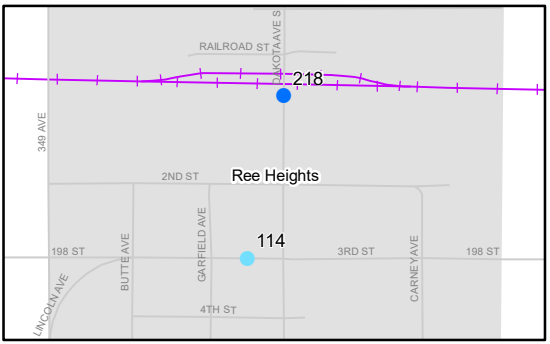 DAKOTA AVE S
RAILROAD ST
218
349 AVE
2ND ST
Ree Heights
114
198 ST
BUTTE AVE
GARFIELD AVE
3RD ST
CARNEY AVE
198 ST
LINCOLN AVE
4TH ST